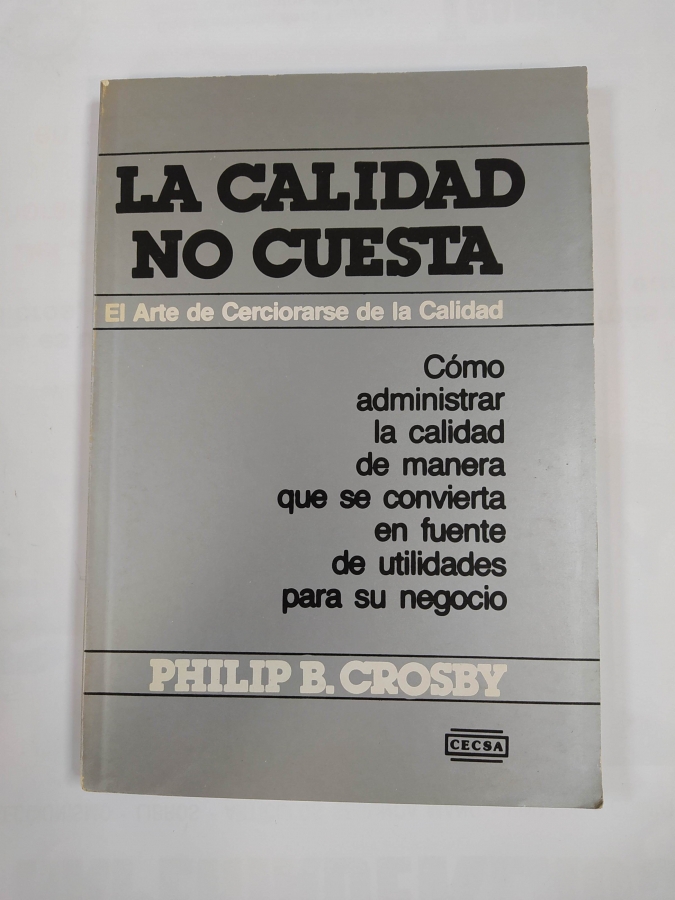 LA CALIDAD
NO CUESTA
El Arte de Cerciorarse de la Calidad
Cómo
administrar
la calidad
de manera
que se convierta
en fuente
de utilidades
para su negocio
PHILIP B. CROSBY
CECSA